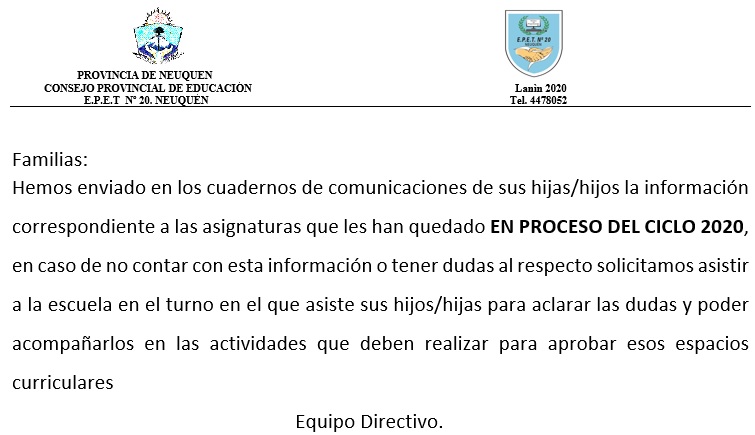 PROVINCIA DE NEUQUEN
CONSEJO PROVINCIAL DE EDUCACIÓN
E.P.E.T Nº 20. NEUQUÉN
E.P.E.T. Nº 20
NEUQUÉN
Lanin 2020
Tel. 4478052
Familias:
Hemos enviado en los cuadernos de comunicaciones de sus hijas/hijos la información
correspondiente a las asignaturas que les han quedado EN PROCESO DEL CICLO 2020,
en caso de no contar con esta información o tener dudas al respecto solicitamos asistir
a la escuela en el turno en el que asiste sus hijos/hijas para aclarar las dudas y poder
acompañarlos en las actividades que deben realizar para aprobar esos espacios
curriculares
Equipo Directivo.